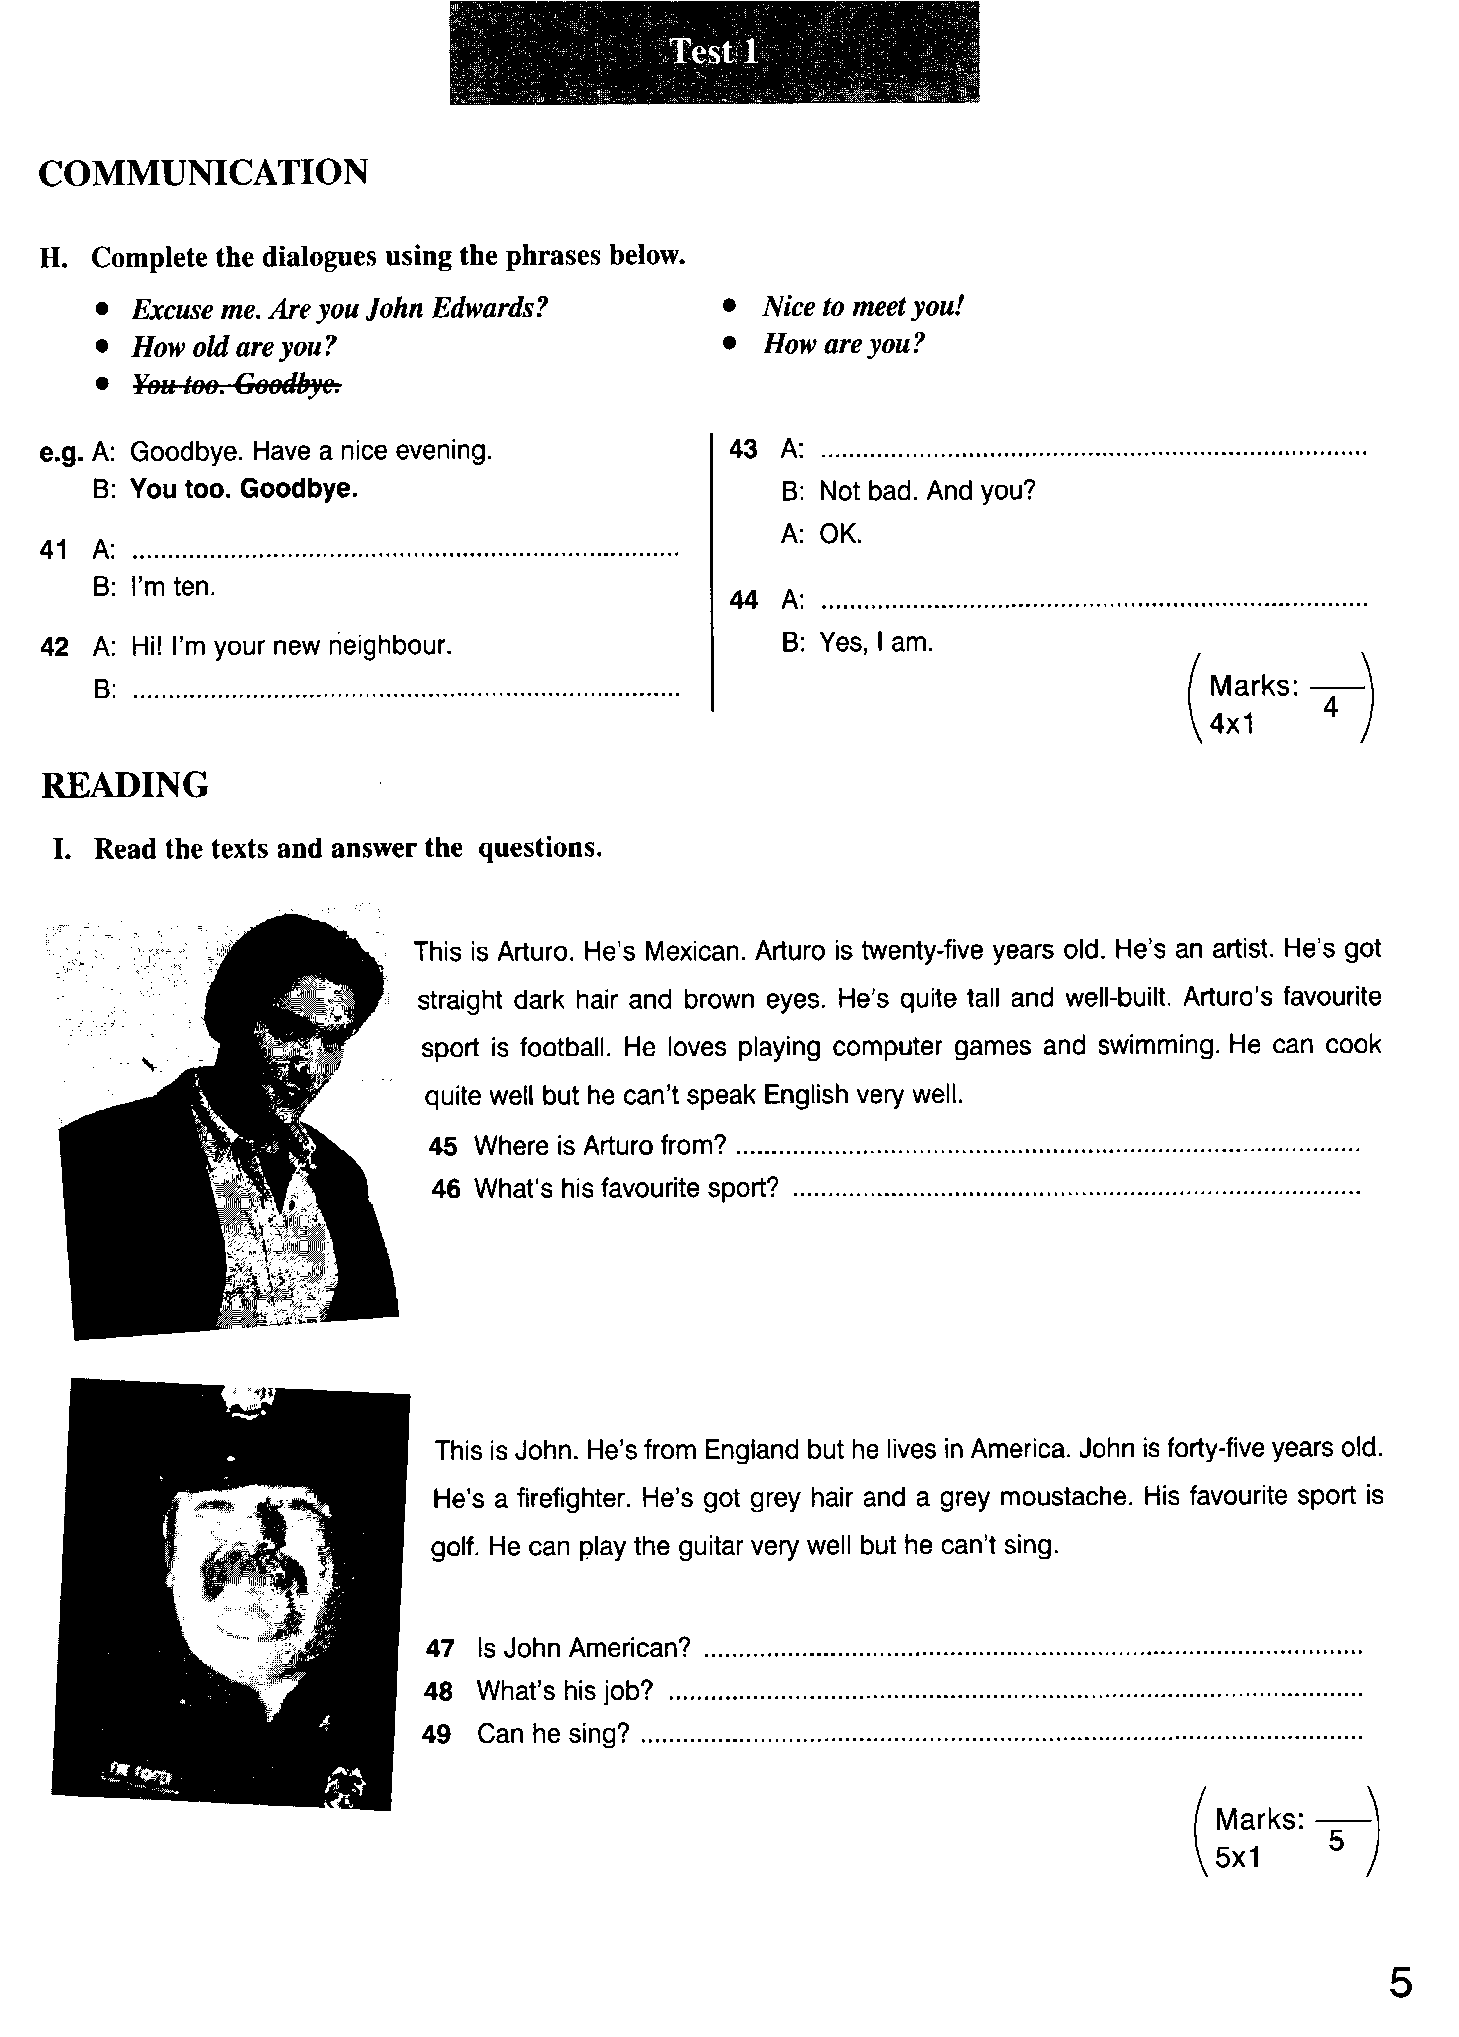 Test 1
COMMUNICATION
H. Complete the dialogues using the phrases below.
• Excuse me. Are you John Edwards?
• How old are you?
• You too. Goodbye.
• Nice to meet you!
• How are you?
e.g. A: Goodbye. Have a nice evening.
B: You too. Goodbye.
41 A: ..............................................................................
B: I'm ten.
42 A: Hi! I'm your new neighbour.
B: ..............................................................................
43 A: ..............................................................................
B: Not bad. And you?
A: OK.
44 A: ..............................................................................
B: Yes, I am.
Marks: ___
4x1 4
READING
I. Read the texts and answer the questions.
This is Arturo. He's Mexican. Arturo is twenty-five years old. He's an artist. He's got
straight dark hair and brown eyes. He's quite tall and well-built. Arturo's favourite
sport is football. He loves playing computer games and swimming. He can cook
quite well but he can't speak English very well.
45 Where is Arturo from? ..............................................................................
46 What's his favourite sport? ..............................................................................
This is John. He's from England but he lives in America. John is forty-five years old.
He's a firefighter. He's got grey hair and a grey moustache. His favourite sport is
golf. He can play the guitar very well but he can't sing.
47 Is John American? ..............................................................................
48 What's his job? ..............................................................................
49 Can he sing? ..............................................................................
Marks: ___
5x1 5
5